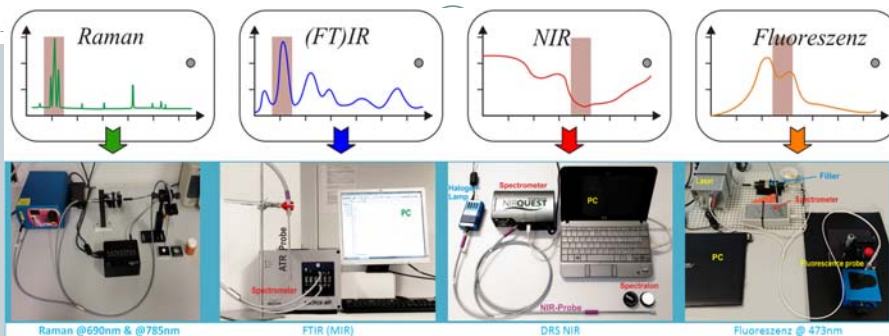 Raman
(FT)IR
NIR
Fluoreszenz
Halogen
Lamp
Spectrometer
NIRQUEST
PC
NIR-Probe
Spectralon
ATR Probe
Spectrometer
PC
Laser
Filler
Spectrometer
PC
Fluorescence probe
Raman @690nm & @785nm
FTIR (MIR)
DRS NIR
Fluoreszenz @ 473nm